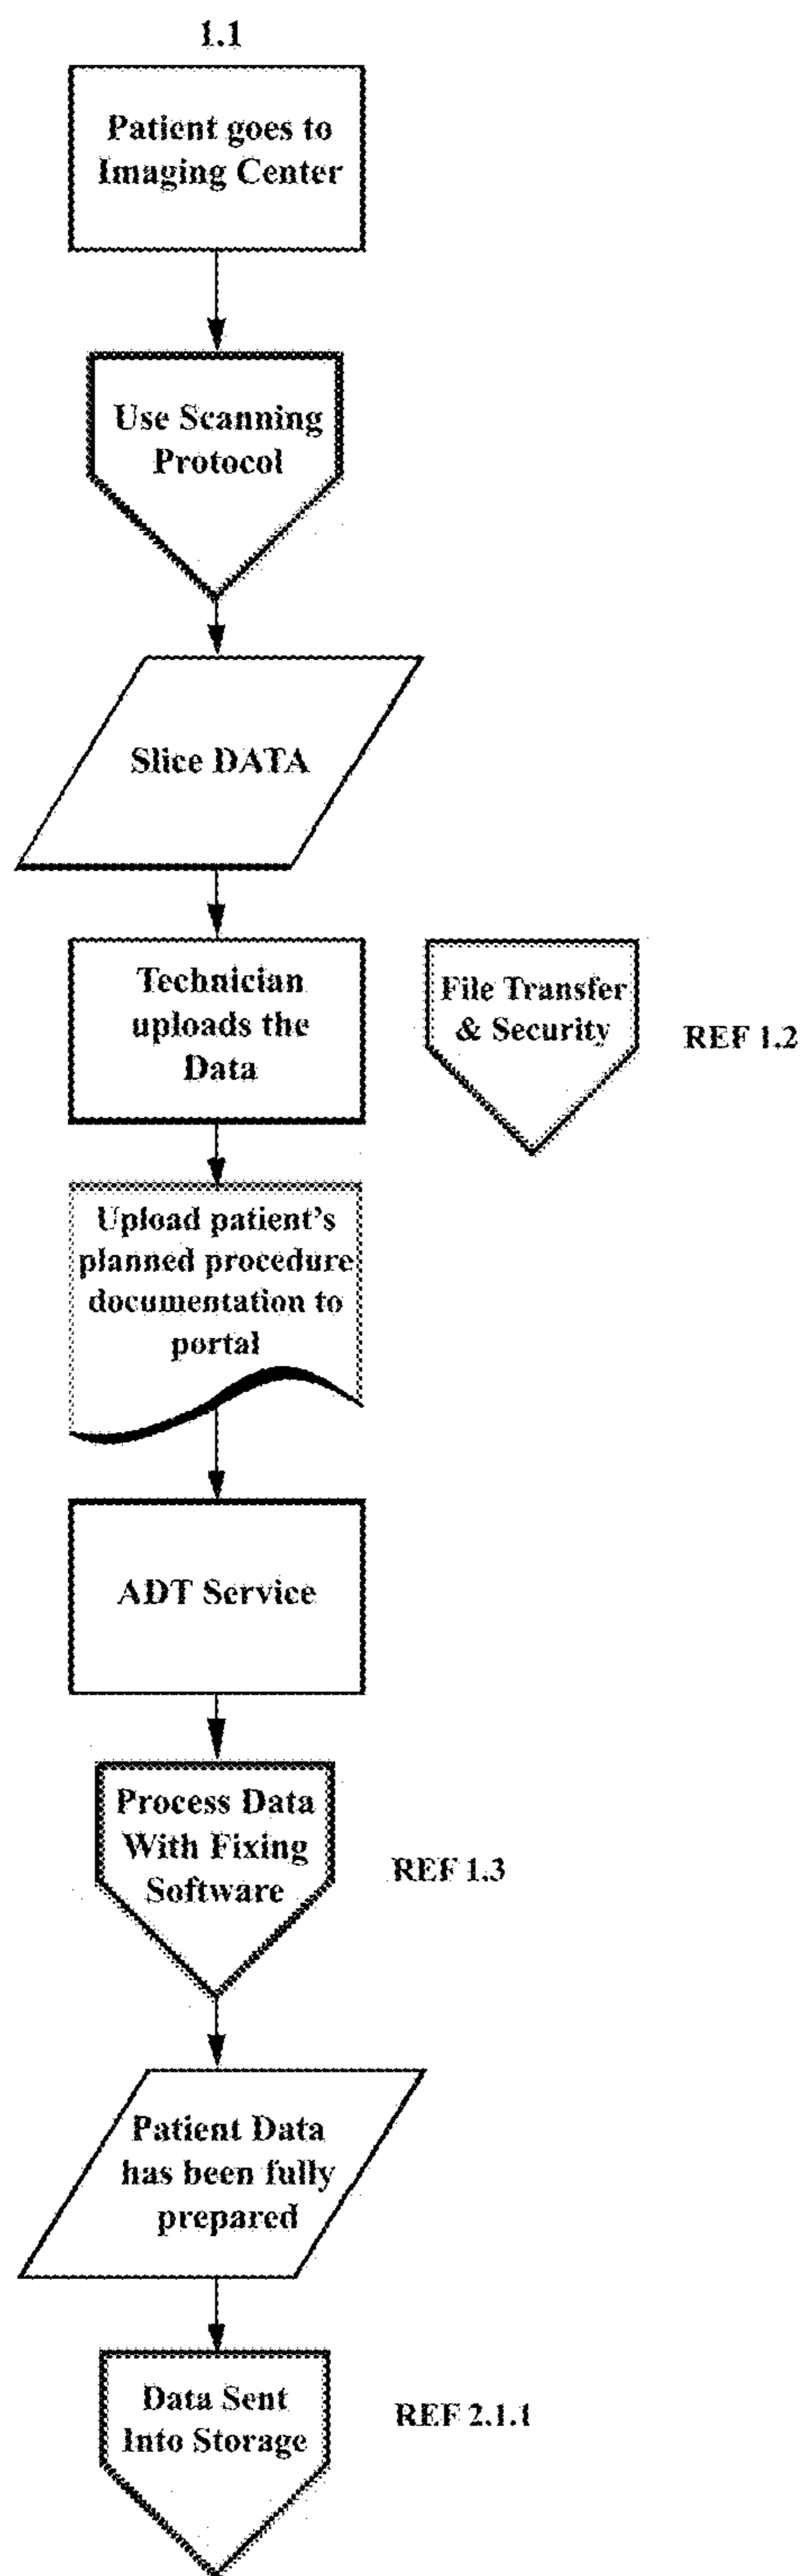 1.1
Patient goes to
Imaging Center
Use Scanning
Protocol
Slice DATA
Technician
uploads the
Data
File Transfer
& Security
REF 1.2
Upload patient's
planned procedure
documentation to
portal
ADT Service
Process Data
With Fixing
Software
REF 1.3
Patient Data
has been fully
prepared
Data Sent
Into Storage
REF 2.1.1